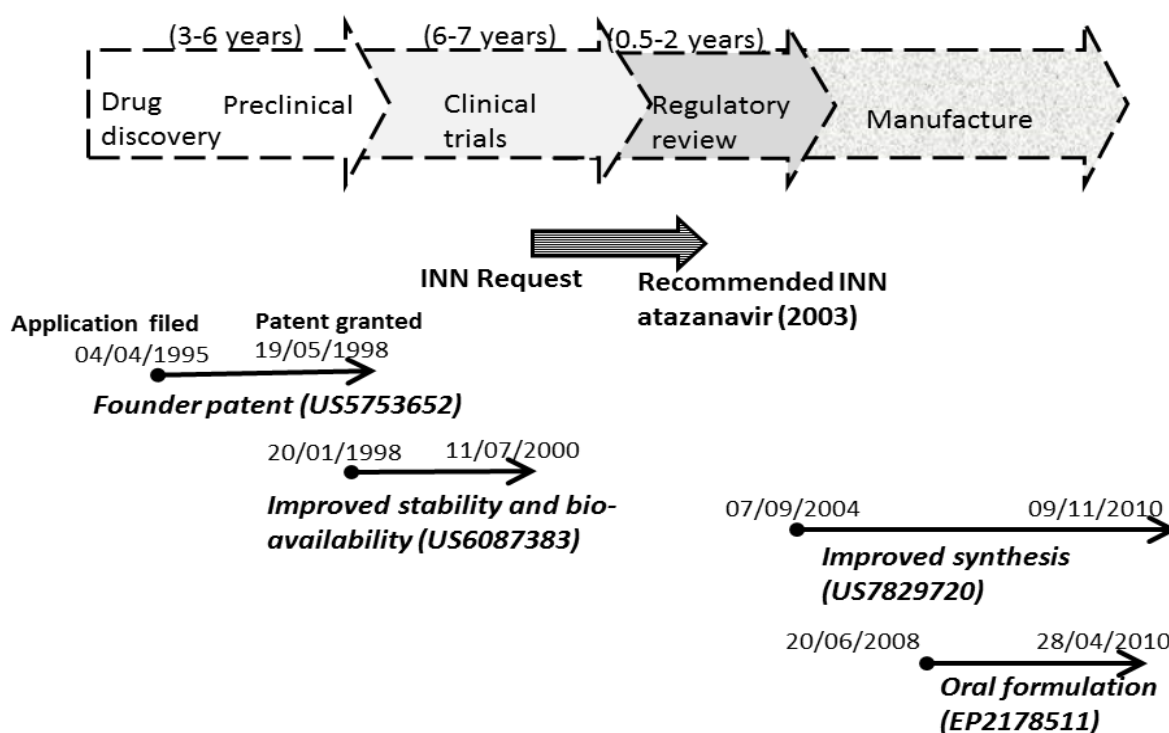 (3-6 years)
(6-7 years)
(0.5-2 years)
Drug
discovery
Preclinical
Clinical
trials
Regulatory
review
Manufacture
INN Request
Recommended INN
atazanavir (2003)
Application filed
04/04/1995
Patent granted
19/05/1998
Founder patent (US5753652)
20/01/1998
11/07/2000
Improved stability and bio-
availability (US6087383)
07/09/2004
09/11/2010
Improved synthesis
(US7829720)
20/06/2008
28/04/2010
Oral formulation
(EP2178511)